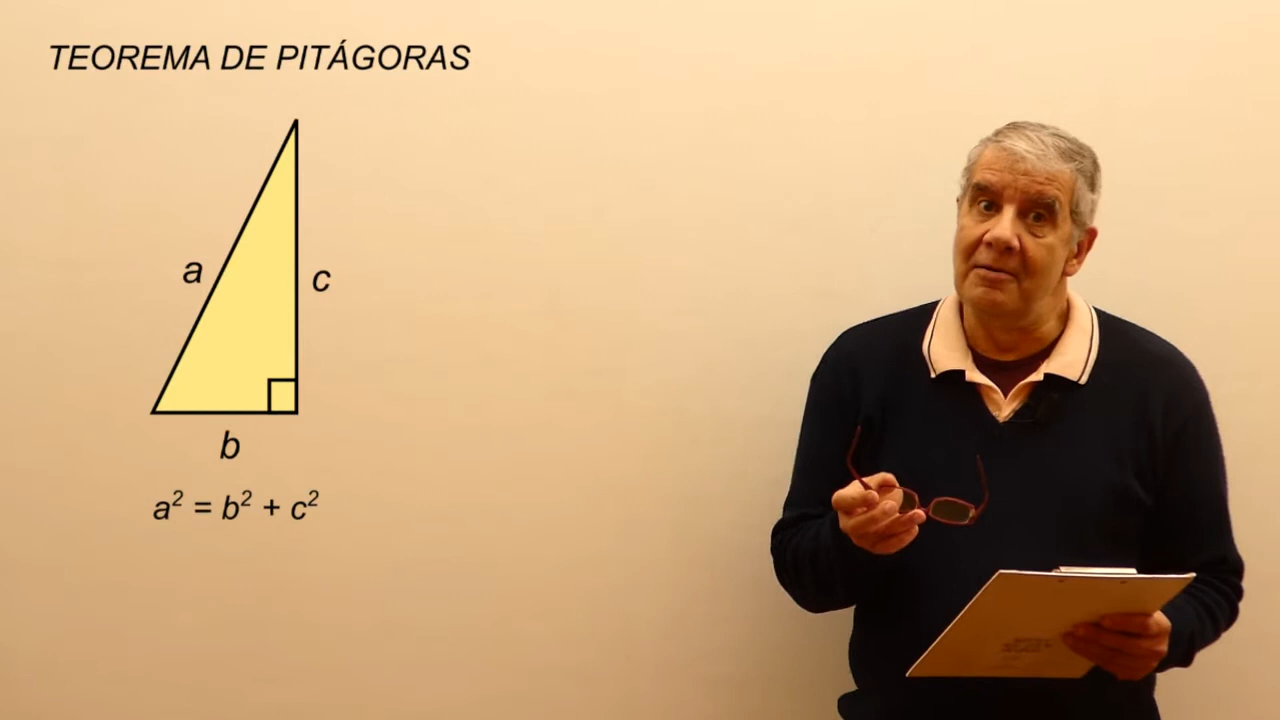 TEOREMA DE PITÁGORAS
a
c
b
a² = b² + c²